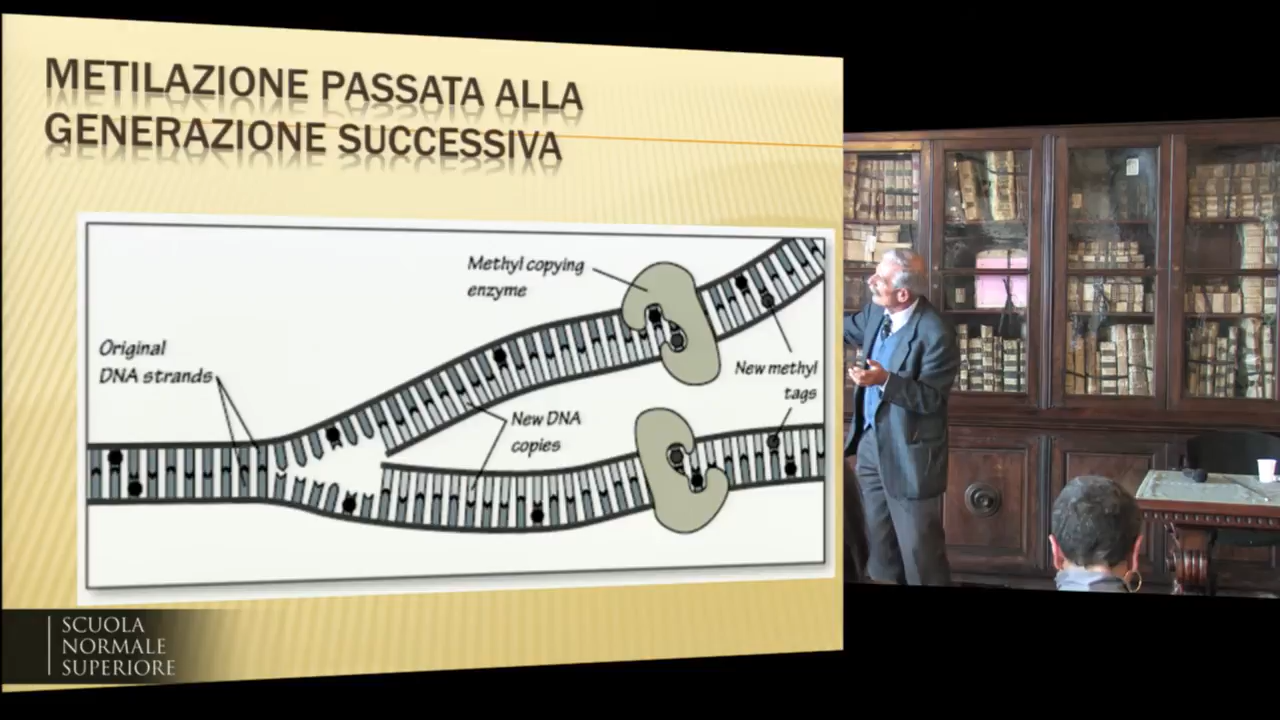 METILAZIONE PASSATA ALLA
GENERAZIONE SUCCESSIVA
Methyl copying
enzyme
Original
DNA strands
New methyl
tags
New DNA
copies
SCUOLA
NORMALE
SUPERIORE